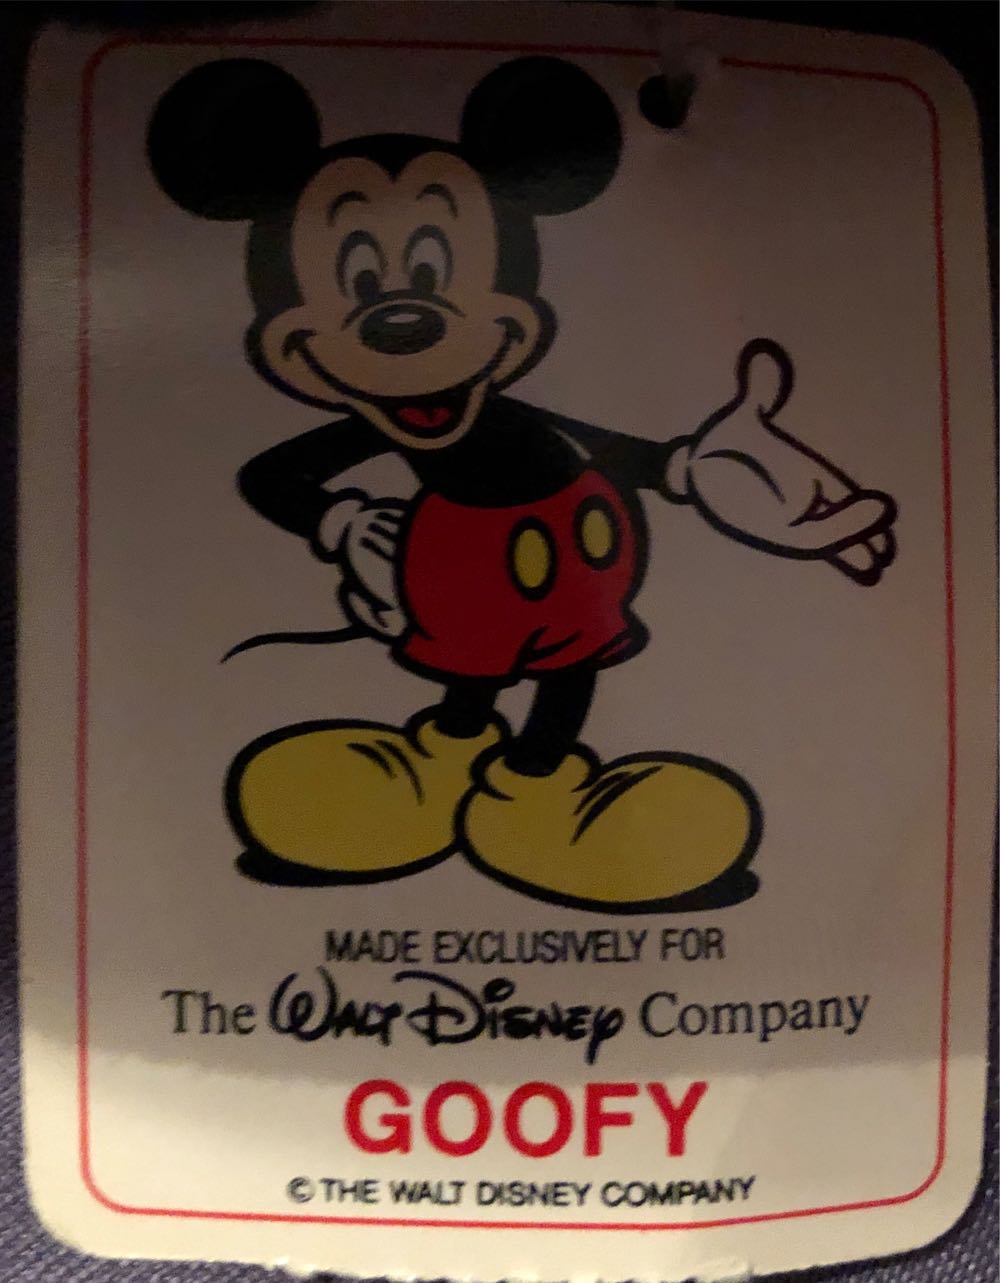 MADE EXCLUSIVELY FOR
The WALT DISNEY Company
GOOFY
© THE WALT DISNEY COMPANY